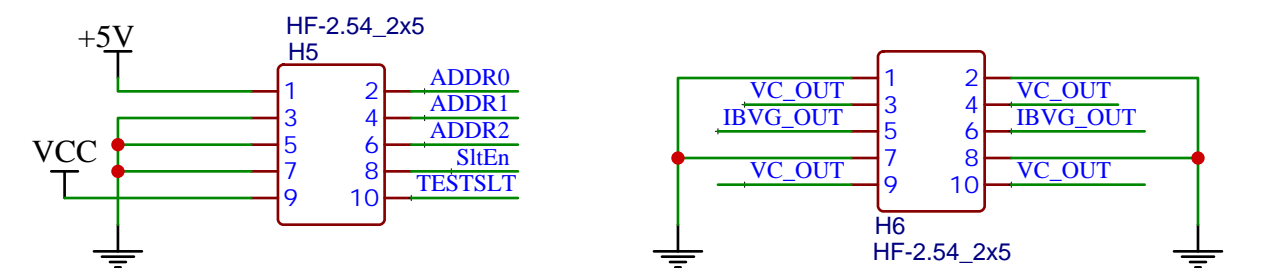 HF-2.54_2x5
H5
+5V
1 2 ADDR0
3 4 ADDR1
5 6 ADDR2
VCC
7 8 SltEn
9 10 TESTSLT
1 2
VC_OUT 3 4 VC_OUT
IBVG_OUT 5 6 IBVG_OUT
7 8
VC_OUT 9 10 VC_OUT
H6
HF-2.54_2x5